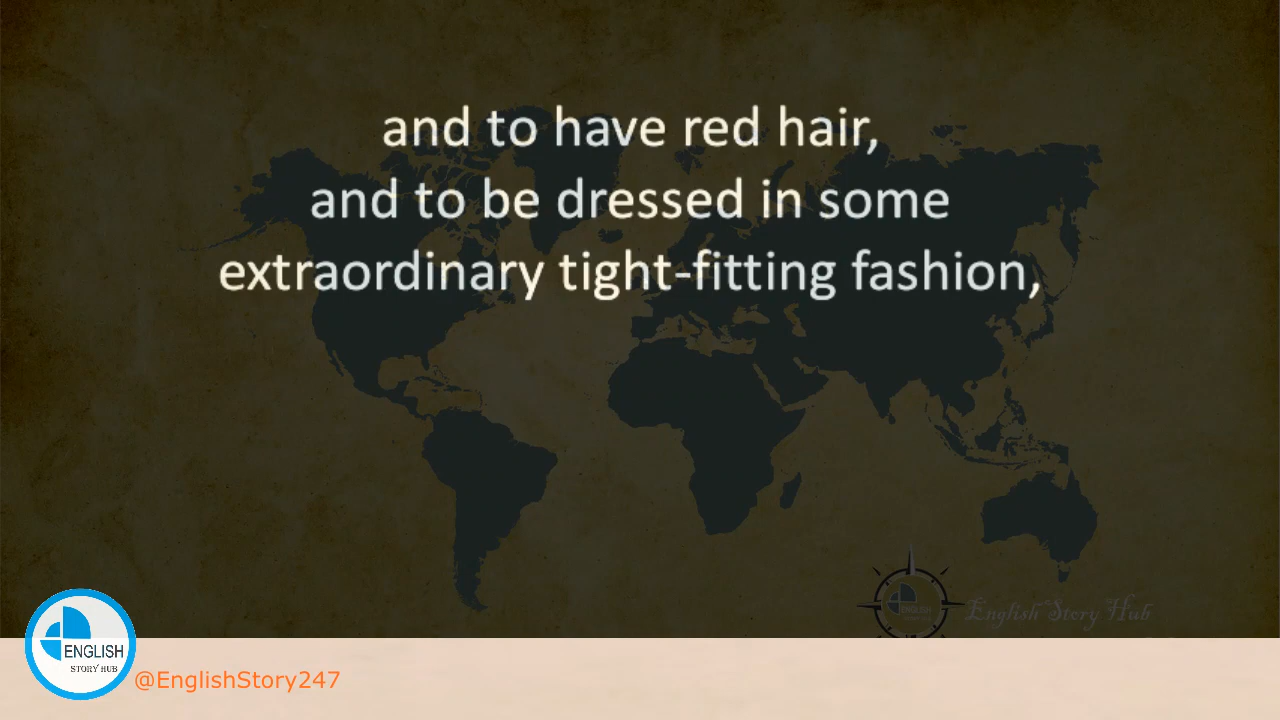 and to have red hair,
and to be dressed in some
extraordinary tight-fitting fashion,
English Story Hub
ENGLISH
STORY HUB
@EnglishStory247